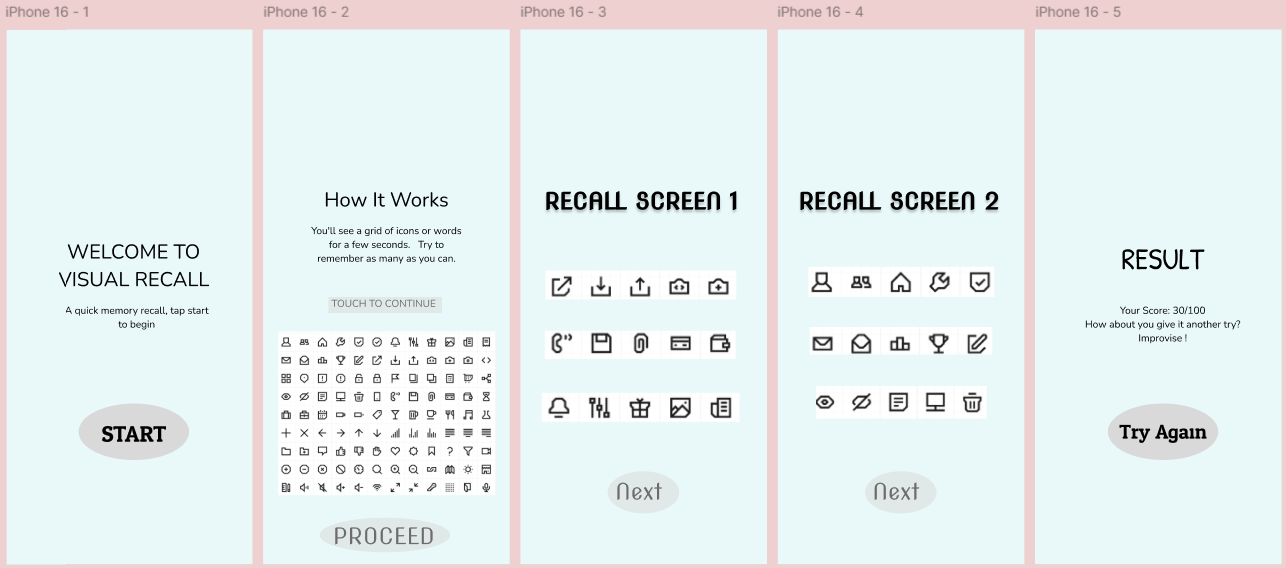 iPhone 16 - 1
WELCOME TO
VISUAL RECALL
A quick memory recall, tap start
to begin
START
iPhone 16 - 2
How It Works
You'll see a grid of icons or words
for a few seconds. Try to
remember as many as you can.
TOUCH TO CONTINUE
PROCEED
iPhone 16 - 3
RECALL SCREEN 1
Next
iPhone 16 - 4
RECALL SCREEN 2
Next
iPhone 16 - 5
RESULT
Your Score: 30/100
How about you give it another try?
Improvise !
Try Again